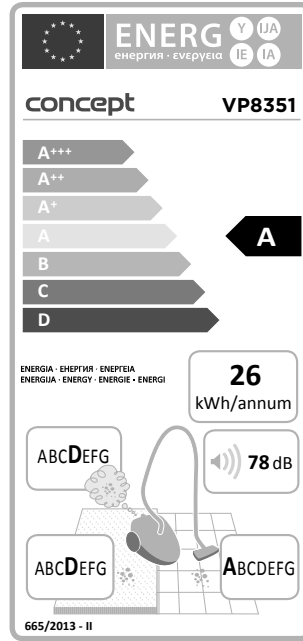 ENERG Y IJA
енергия · ενεργεια IE IA
concept VP8351
A+++
A++
A+
A
A
B
C
D
ENERGIA · ЕНЕРГИЯ · ΕΝΕΡΓΕΙΑ
ENERGIJA · ENERGY · ENERGIE · ENERGI
26
kWh/annum
ABCDEFG
78 dB
ABCDEFG
ABCDEFG
665/2013 - II